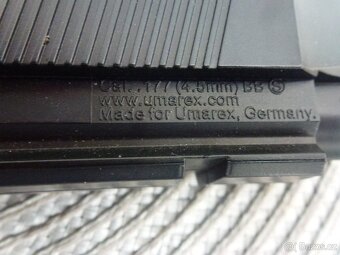 Cal. .177 (4.5mm) BB Ⓢ
www.umarex.com
Made for Umarex, Germany.